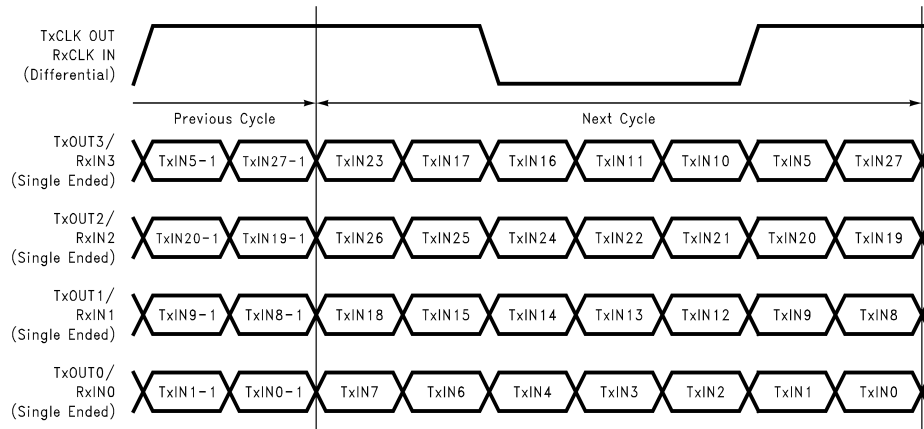 TxCLK OUT
RxCLK IN
(Differential)
Previous Cycle
Next Cycle
TxOUT3/
RxIN3
(Single Ended)
TxIN5-1 TxIN27-1 TxIN23 TxIN17 TxIN16 TxIN11 TxIN10 TxIN5 TxIN27
TxOUT2/
RxIN2
(Single Ended)
TxIN20-1 TxIN19-1 TxIN26 TxIN25 TxIN24 TxIN22 TxIN21 TxIN20 TxIN19
TxOUT1/
RxIN1
(Single Ended)
TxIN9-1 TxIN8-1 TxIN18 TxIN15 TxIN14 TxIN13 TxIN12 TxIN9 TxIN8
TxOUT0/
RxIN0
(Single Ended)
TxIN1-1 TxIN0-1 TxIN7 TxIN6 TxIN4 TxIN3 TxIN2 TxIN1 TxIN0